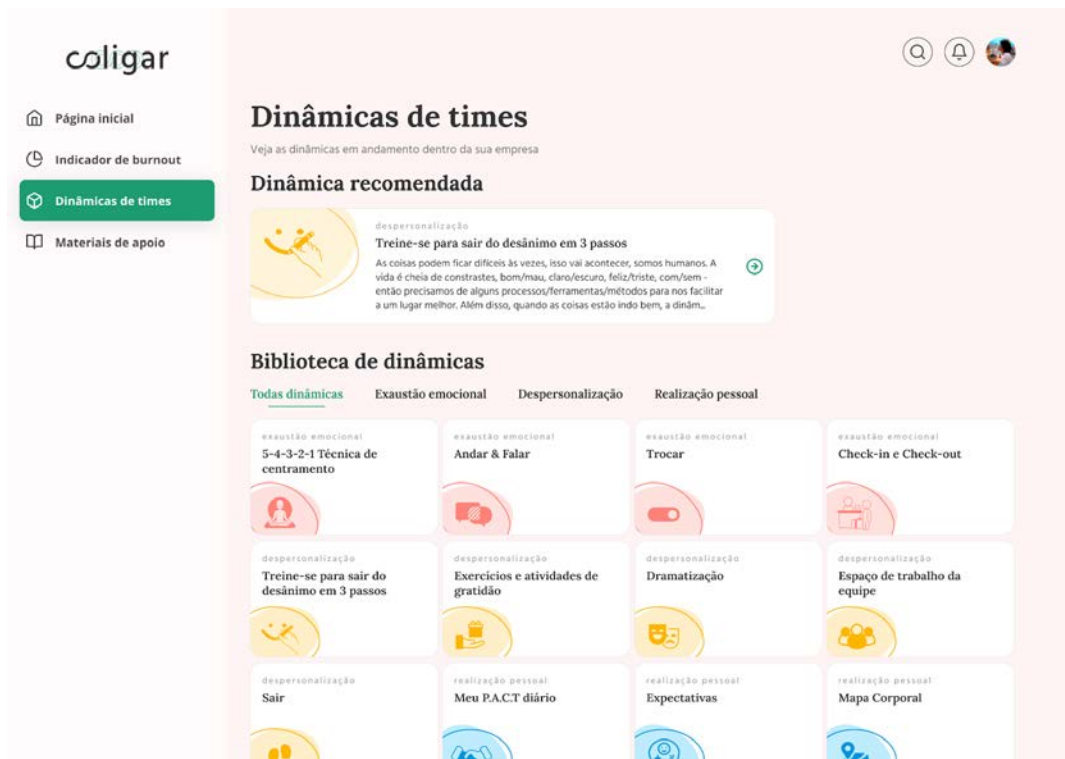 coligar
Página inicial
Indicador de burnout
Dinâmicas de times
Materiais de apoio
Dinâmicas de times
Veja as dinâmicas em andamento dentro da sua empresa
Dinâmica recomendada
despersonalização
Treine-se para sair do desânimo em 3 passos
As coisas podem ficar difíceis às vezes, isso vai acontecer, somos humanos. A
vida é cheia de constrastes, bom/mau, claro/escuro, feliz/triste, com/sem -
então precisamos de alguns processos/ferramentas/métodos para nos facilitar
a um lugar melhor. Além disso, quando as coisas estão indo bem, a dinâm...
Biblioteca de dinâmicas
Todas dinâmicas
Exaustão emocional
Despersonalização
Realização pessoal
exaustão emocional
5-4-3-2-1 Técnica de
centramento
exaustão emocional
Andar & Falar
exaustão emocional
Trocar
exaustão emocional
Check-in e Check-out
despersonalização
Treine-se para sair do
desânimo em 3 passos
despersonalização
Exercícios e atividades de
gratidão
despersonalização
Dramatização
despersonalização
Espaço de trabalho da
equipe
despersonalização
Sair
realização pessoal
Meu P.A.C.T diário
realização pessoal
Expectativas
realização pessoal
Mapa Corporal